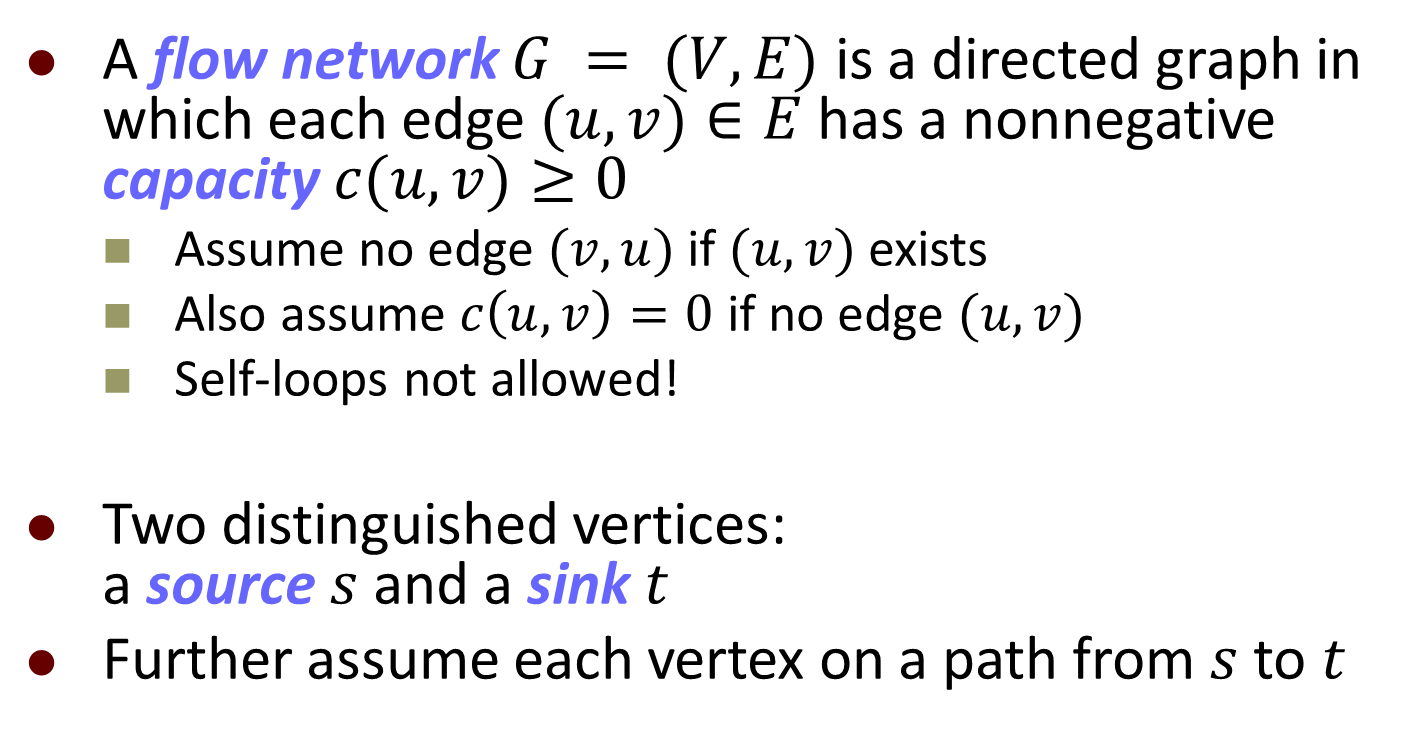 A flow network G = (V, E) is a directed graph in
which each edge (u, v) ∈ E has a nonnegative
capacity c(u, v) ≥ 0
Assume no edge (v, u) if (u, v) exists
Also assume c(u, v) = 0 if no edge (u, v)
Self-loops not allowed!
Two distinguished vertices:
a source s and a sink t
Further assume each vertex on a path from s to t